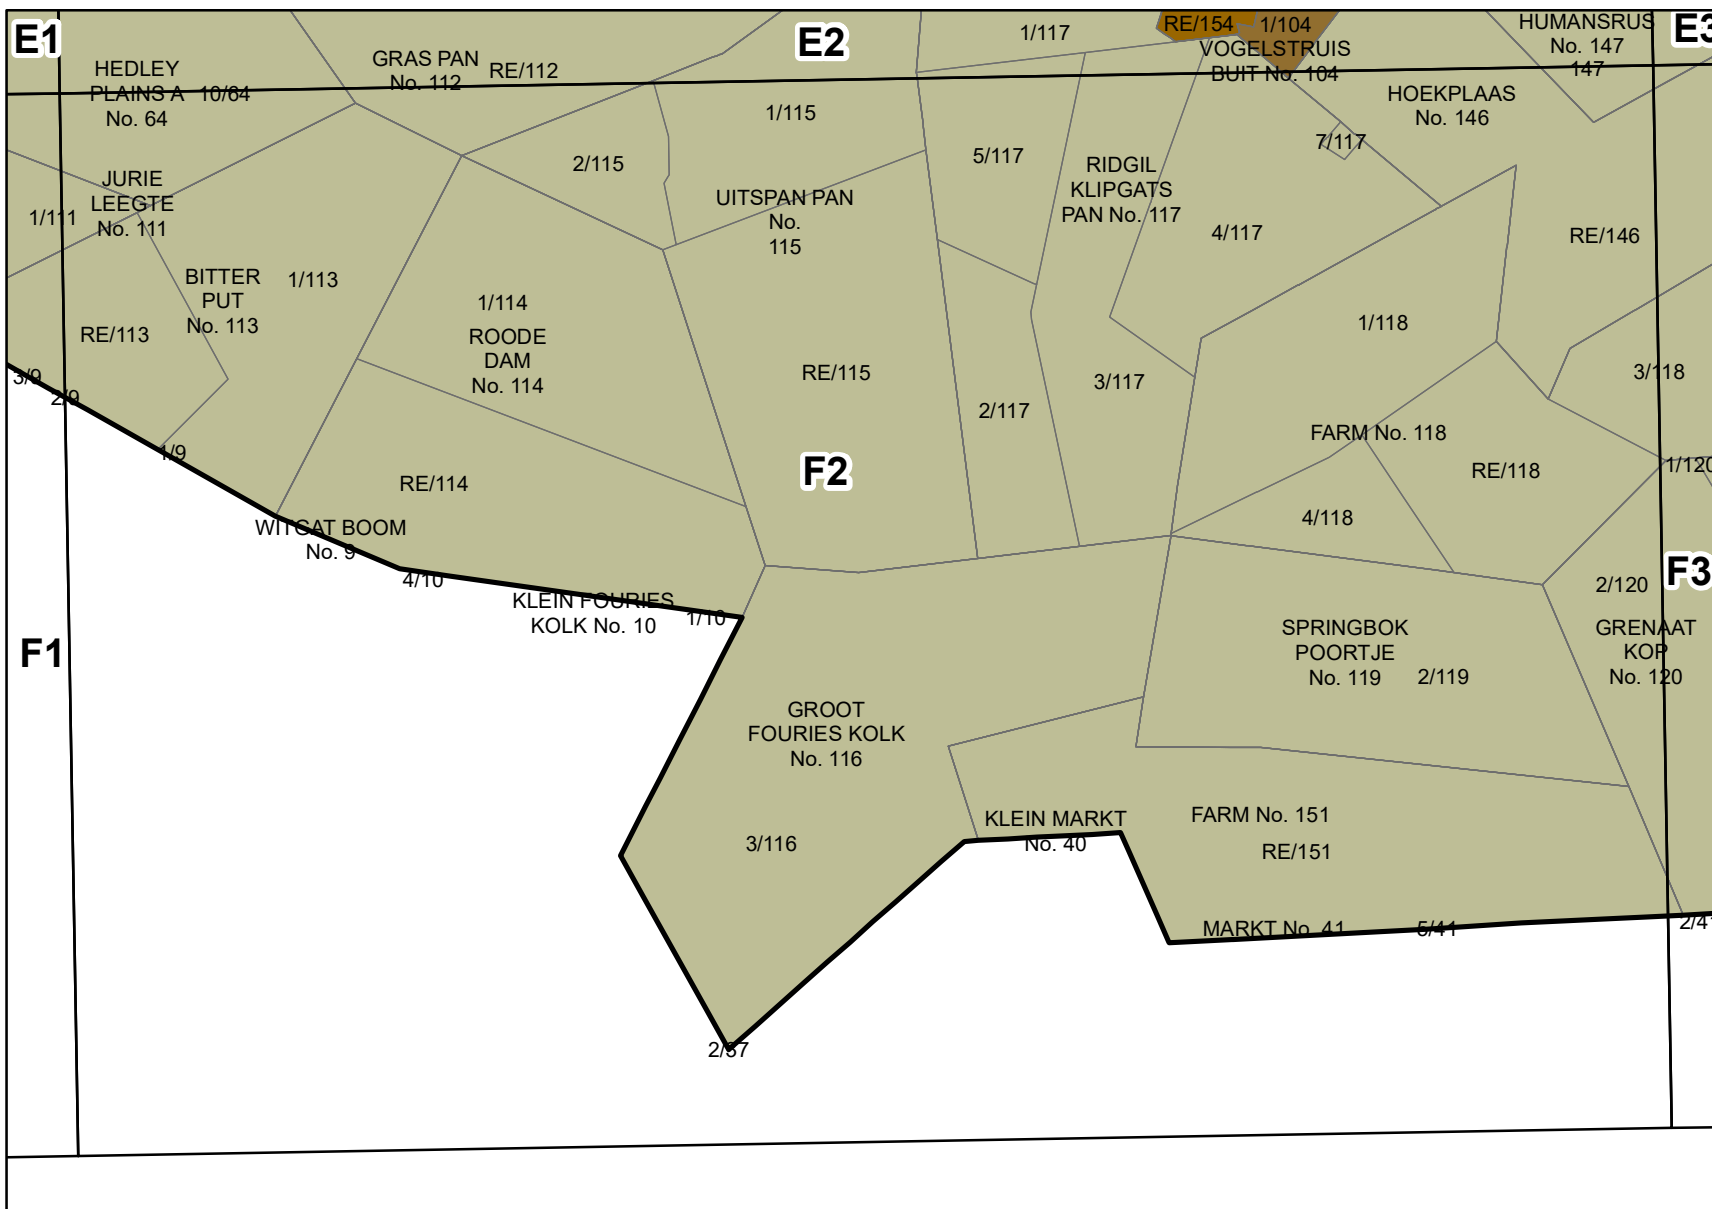 E1
E2
E3
HEDLEY
PLAINS A
No. 64
10/64
GRAS PAN
No. 112
RE/112
1/117
RE/154
1/104
VOGELSTRUIS
BUIT No. 104
HUMANSRUS
No. 147
147
HOEKPLAAS
No. 146
1/115
2/115
5/117
7/117
JURIE
LEEGTE
No. 111
1/111
UITSPAN PAN
No.
115
RIDGIL
KLIPGATS
PAN No. 117
4/117
RE/146
BITTER
PUT
No. 113
1/113
RE/113
1/114
ROODE
DAM
No. 114
RE/115
2/117
3/117
1/118
3/118
3/9
2/9
1/9
FARM No. 118
RE/118
1/120
F2
RE/114
4/118
WITGAT BOOM
No. 9
4/10
KLEIN FOURIES
KOLK No. 10
1/10
F3
2/120
GRENAAT
KOP
No. 120
SPRINGBOK
POORTJE
No. 119
2/119
F1
GROOT
FOURIES KOLK
No. 116
3/116
KLEIN MARKT
No. 40
FARM No. 151
RE/151
MARKT No. 41
5/41
2/4
2/37